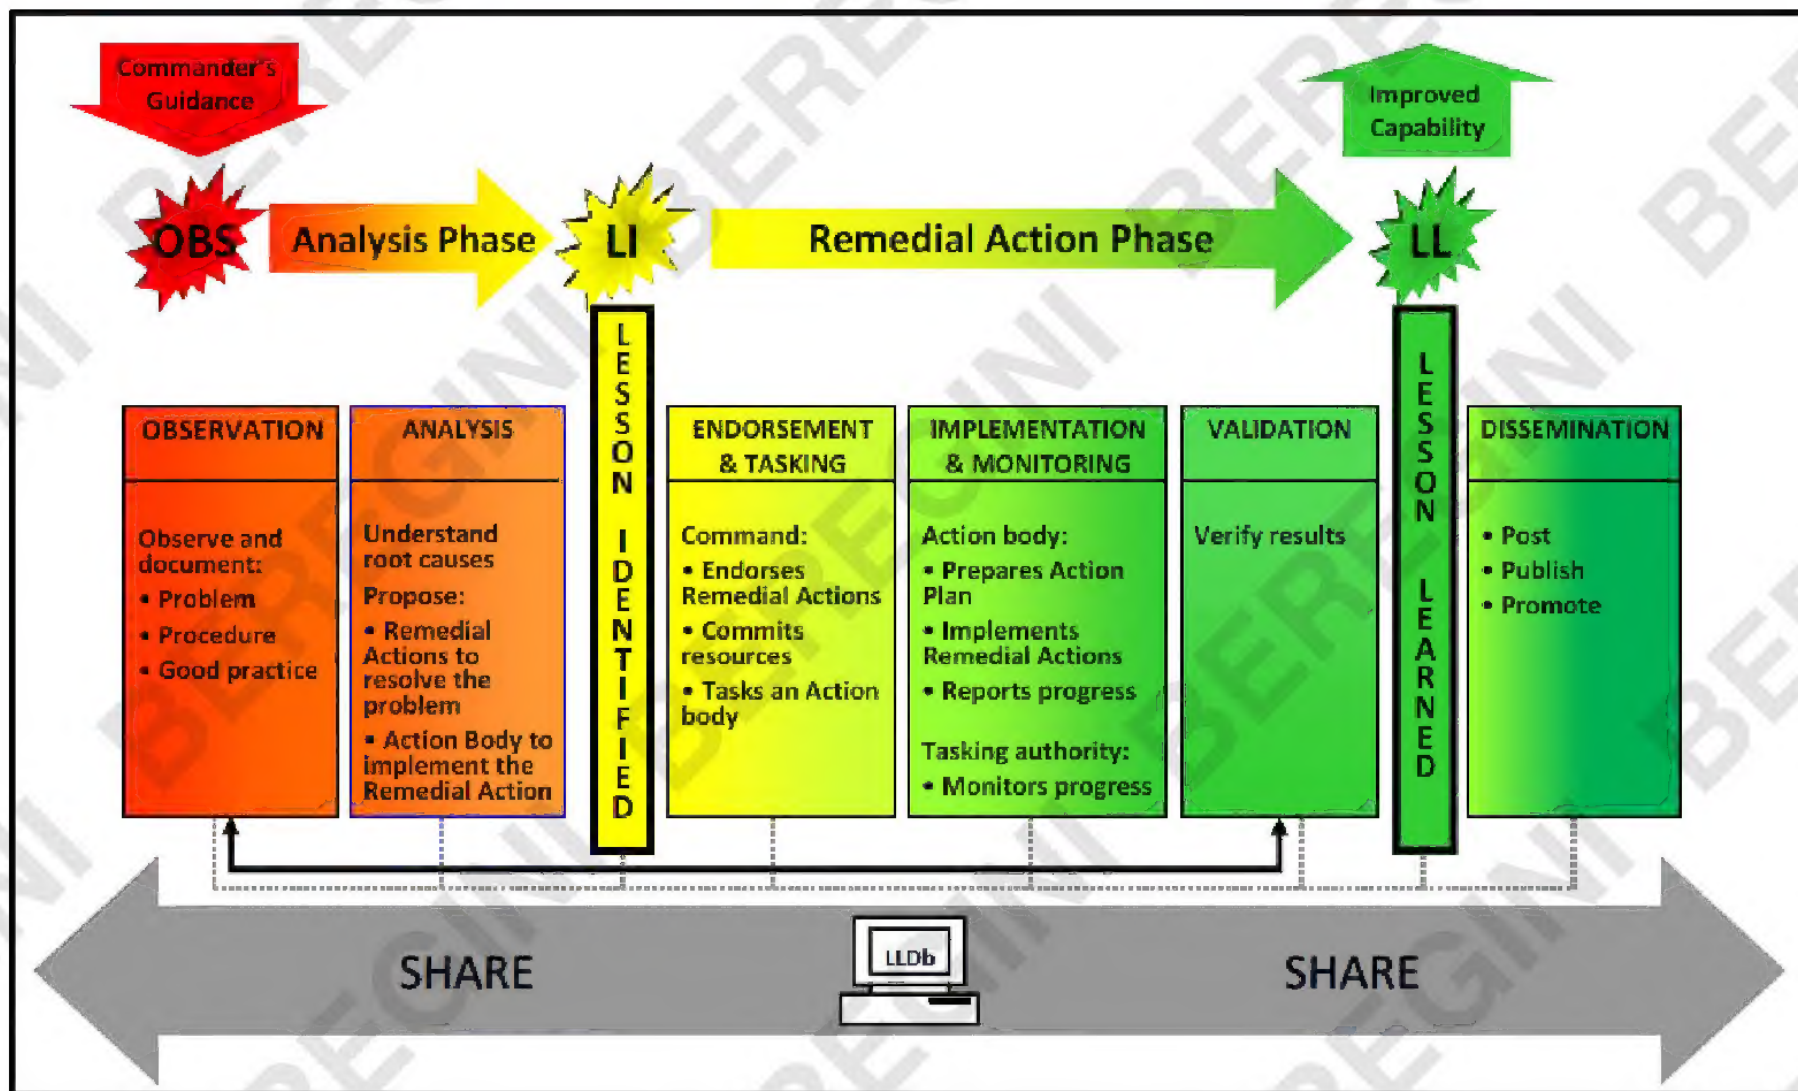 Commander's
Guidance
Improved
Capability
OBS
Analysis Phase
LI
Remedial Action Phase
LL
OBSERVATION
Observe and
document:
• Problem
• Procedure
• Good practice
ANALYSIS
Understand
root causes
Propose:
• Remedial
Actions to
resolve the
problem
• Action Body to
implement the
Remedial Action
LESSON IDENTIFIED
ENDORSEMENT
& TASKING
Command:
• Endorses
Remedial Actions
• Commits
resources
• Tasks an Action
body
IMPLEMENTATION
& MONITORING
Action body:
• Prepares Action
Plan
• Implements
Remedial Actions
• Reports progress
Tasking authority:
• Monitors progress
VALIDATION
Verify results
LESSON LEARNED
DISSEMINATION
• Post
• Publish
• Promote
SHARE
LLDb
SHARE
BEREGINI